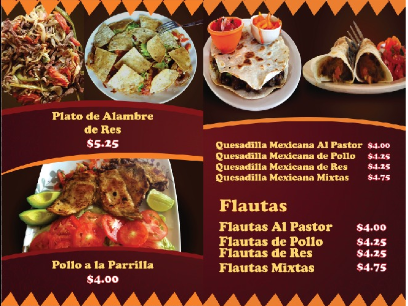 Plato de Alambre
de Res
$5.25
Pollo a la Parrilla
$4.00
Quesadilla Mexicana Al Pastor $4.00
Quesadilla Mexicana de Pollo $4.25
Quesadilla Mexicana de Res $4.25
Quesadilla Mexicana Mixtas $4.75
Flautas
Flautas Al Pastor $4.00
Flautas de Pollo $4.25
Flautas de Res $4.25
Flautas Mixtas $4.75